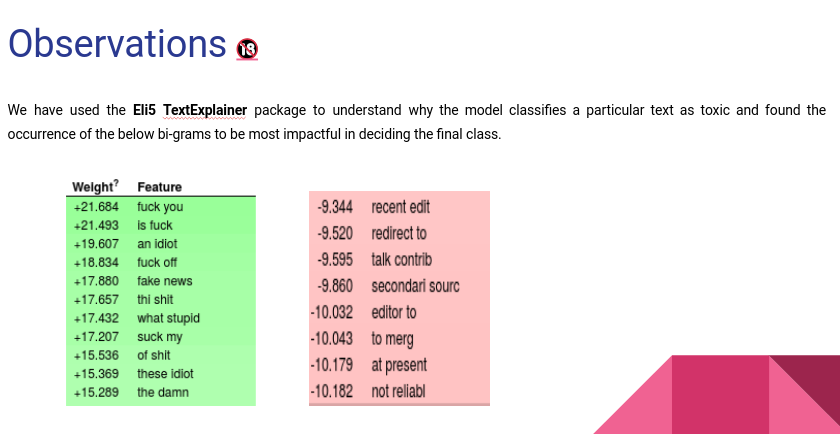 Observations 🔞
We have used the Eli5 TextExplainer package to understand why the model classifies a particular text as toxic and found the
occurrence of the below bi-grams to be most impactful in deciding the final class.
Weight? Feature
+21.684 fuck you
+21.493 is fuck
+19.607 an idiot
+18.834 fuck off
+17.880 fake news
+17.657 thi shit
+17.432 what stupid
+17.207 suck my
+15.536 of shit
+15.369 these idiot
+15.289 the damn
-9.344 recent edit
-9.520 redirect to
-9.595 talk contrib
-9.860 secondari sourc
-10.032 editor to
-10.043 to merg
-10.179 at present
-10.182 not reliabl